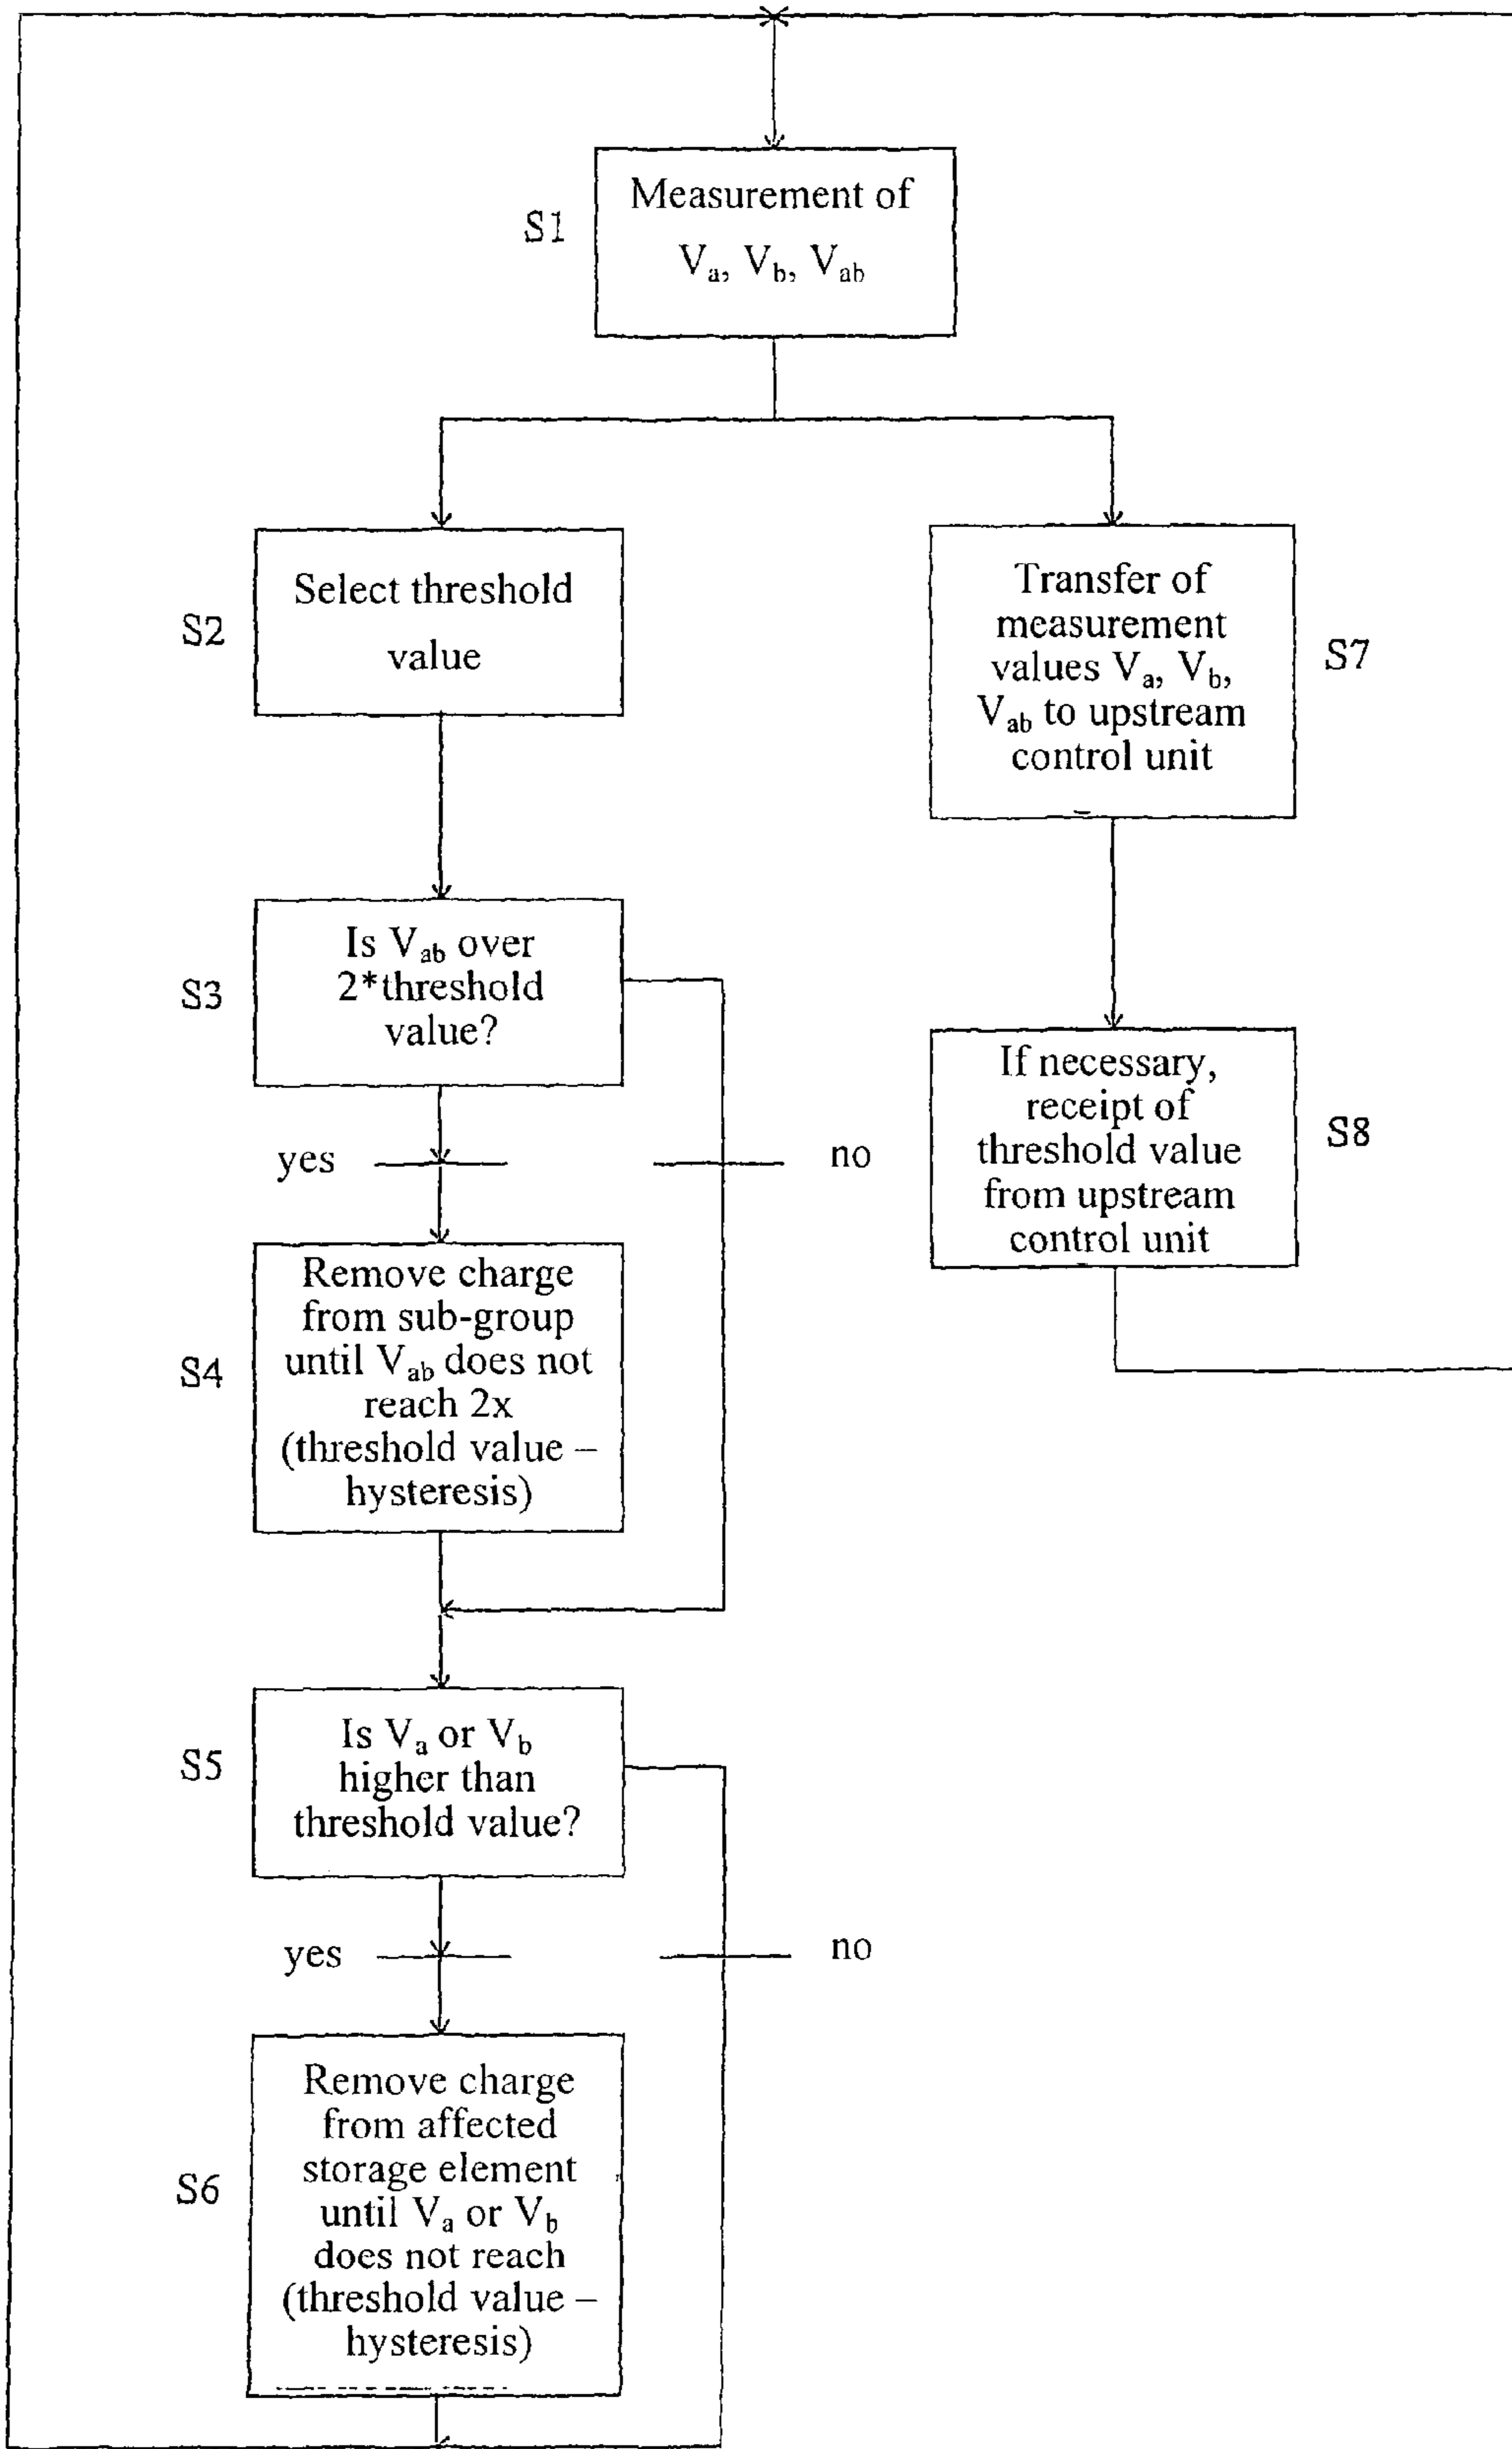 S1
Measurement of
Va, Vb, Vab
S2
Select threshold
value
Transfer of
measurement
values Va, Vb,
Vab to upstream
control unit
S7
S3
Is Vab over
2*threshold
value?
yes
no
If necessary,
receipt of
threshold value
from upstream
control unit
S8
S4
Remove charge
from sub-group
until Vab does not
reach 2x
(threshold value –
hysteresis)
S5
Is Va or Vb
higher than
threshold value?
yes
no
S6
Remove charge
from affected
storage element
until Va or Vb
does not reach
(threshold value –
hysteresis)